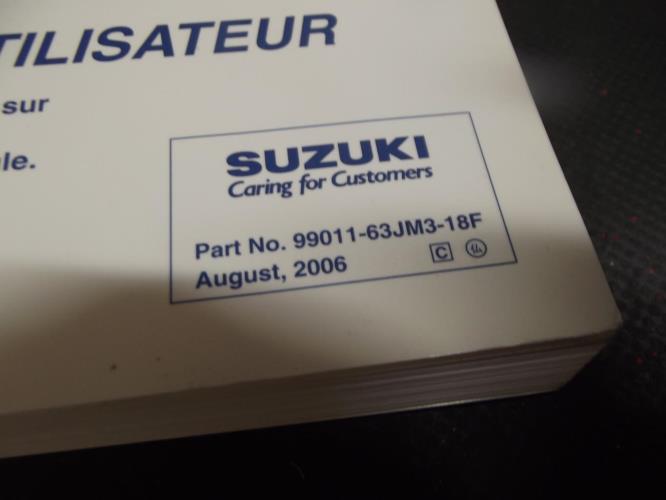 TILISATEUR
sur
le.
SUZUKI
Caring for Customers
Part No. 99011-63JM3-18F
August, 2006
C